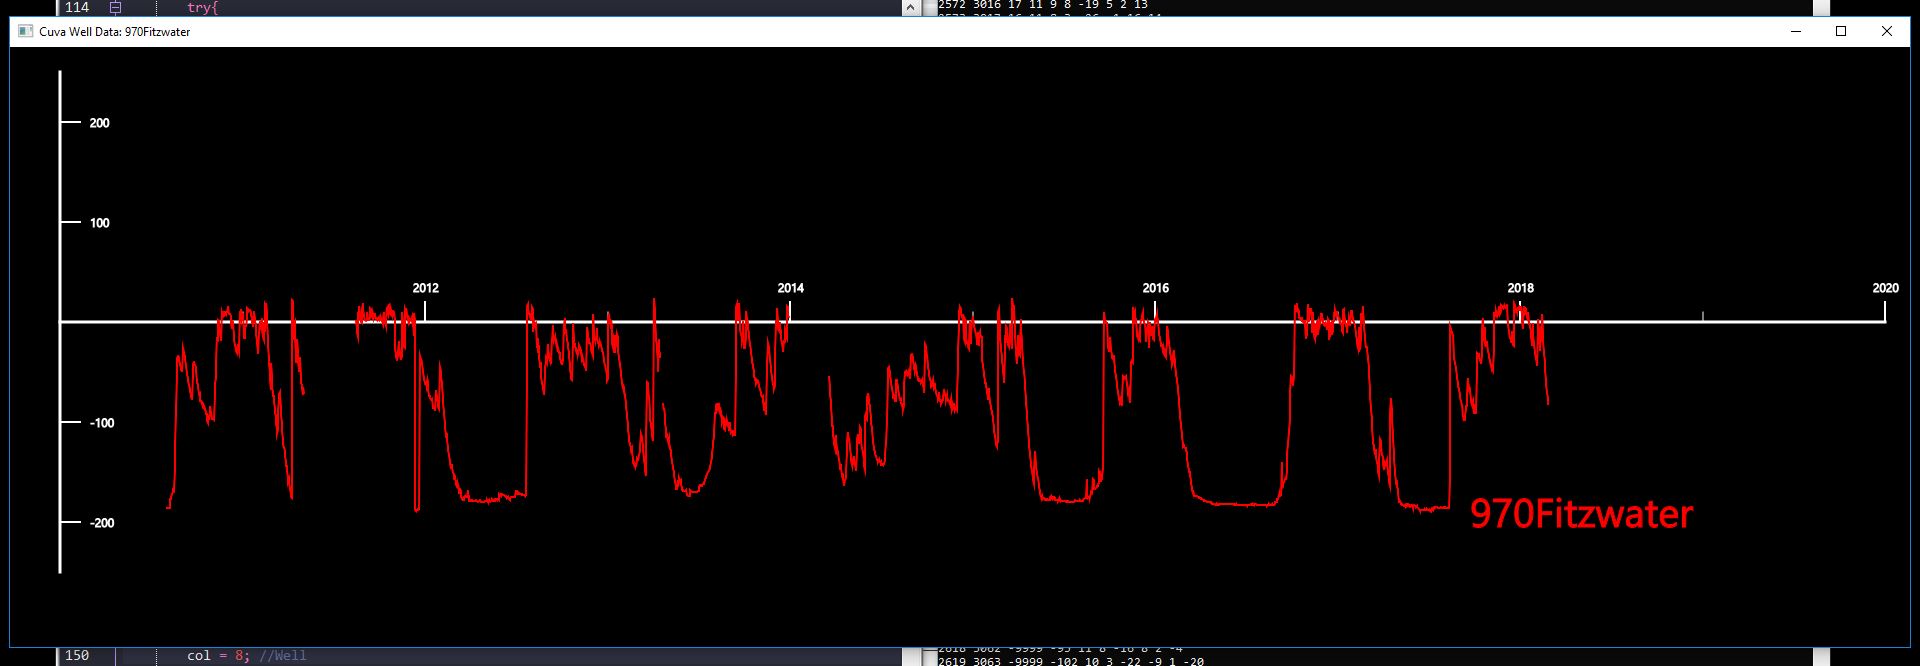 114 try{
2572 3016 17 11 9 8 -19 5 2 13
Cuva Well Data: 970Fitzwater
200
100
2012 2014 2016 2018 2020
-100
-200
970Fitzwater
150 col = 8; //Well
2619 3063 -9999 -102 10 3 -22 -9 1 -20